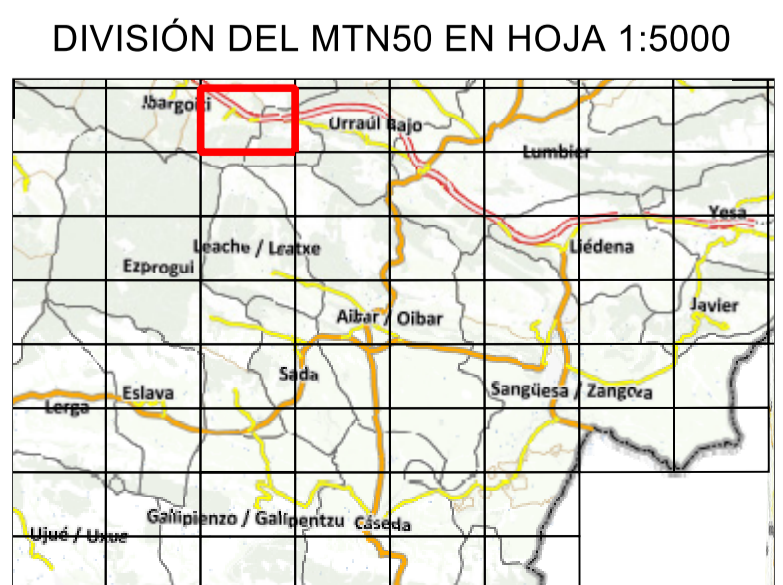 DIVISIÓN DEL MTN50 EN HOJA 1:5000
Ibargoiti
Urraúl Bajo
Lumbier
Yesa
Leache / Leatxe
Liédena
Ezprogui
Javier
Aibar / Oibar
Sada
Eslava
Sangüesa / Zangoza
Lerga
Gallipienzo / Galipentzu
Cáseda
Ujué / Uxue